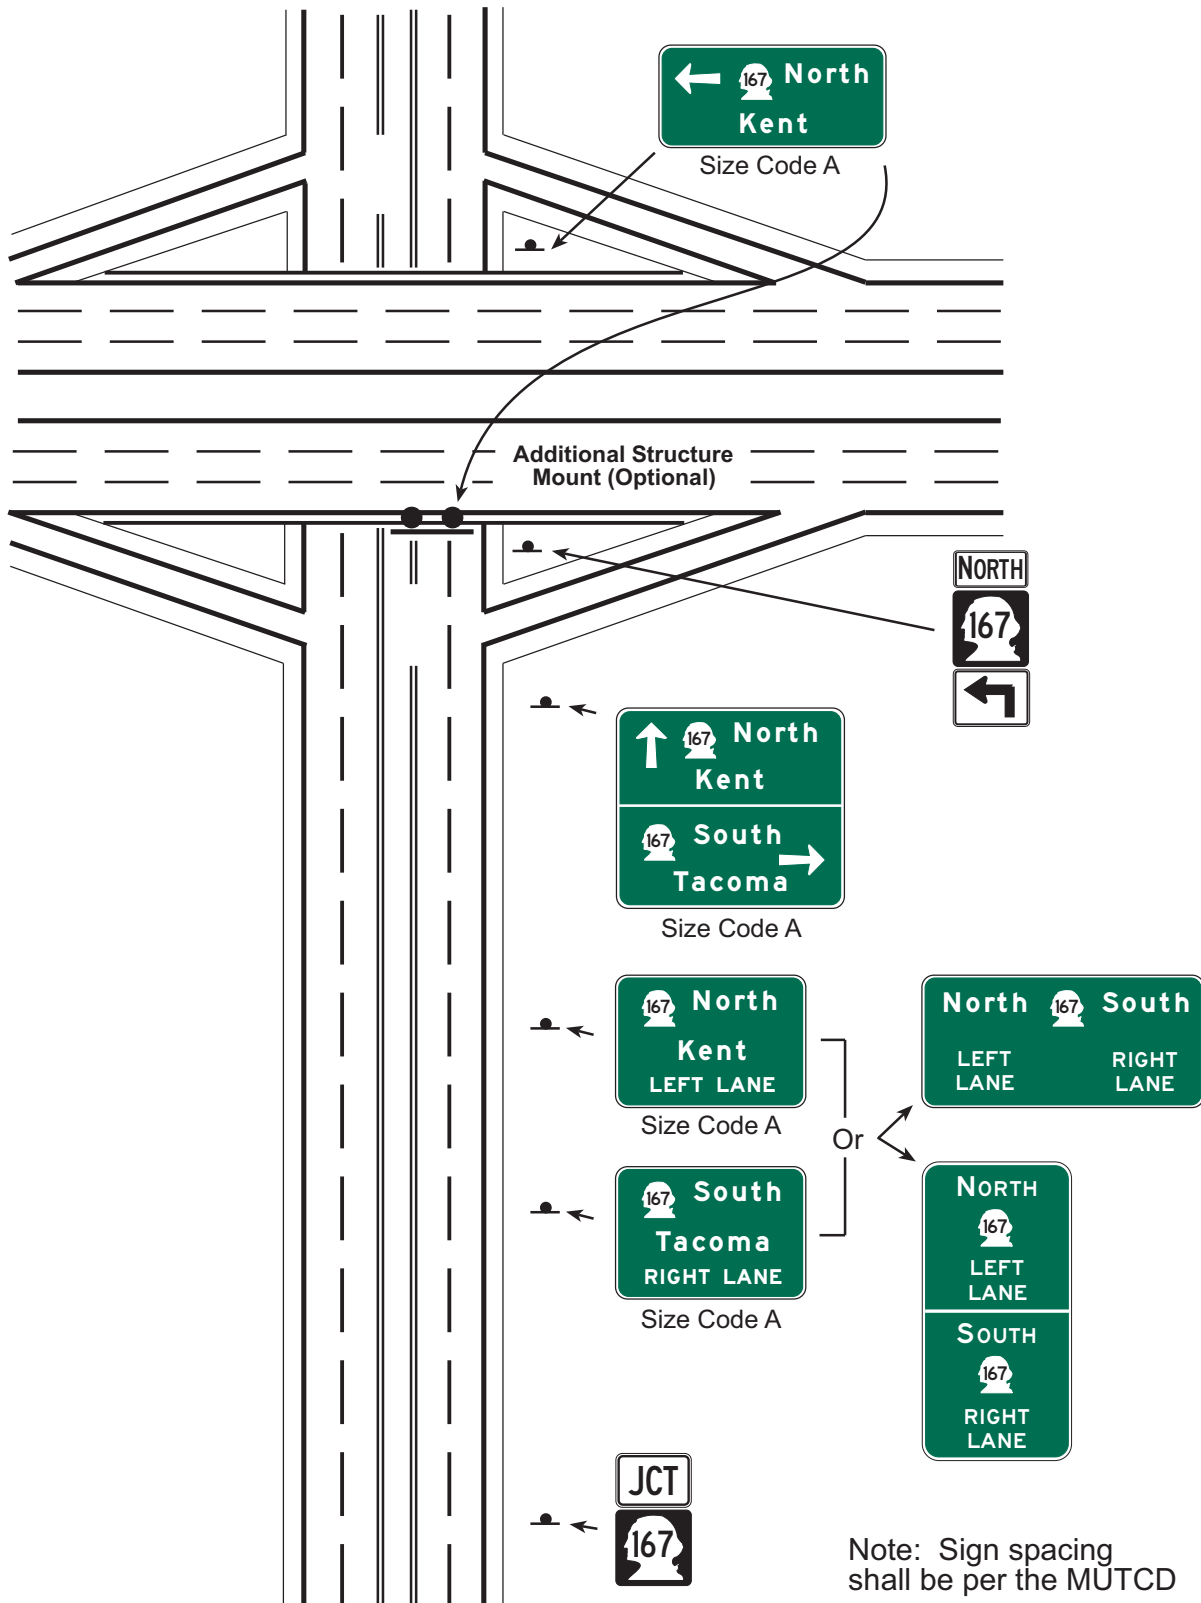 167 North
Kent
Size Code A
Additional Structure
Mount (Optional)
NORTH
167
167 North
Kent
167 South
Tacoma
Size Code A
167 North
Kent
LEFT LANE
Size Code A
North 167 South
LEFT LANE
RIGHT LANE
Or
167 South
Tacoma
RIGHT LANE
Size Code A
NORTH
167
LEFT
LANE
SOUTH
167
RIGHT
LANE
JCT
167
Note: Sign spacing
shall be per the MUTCD